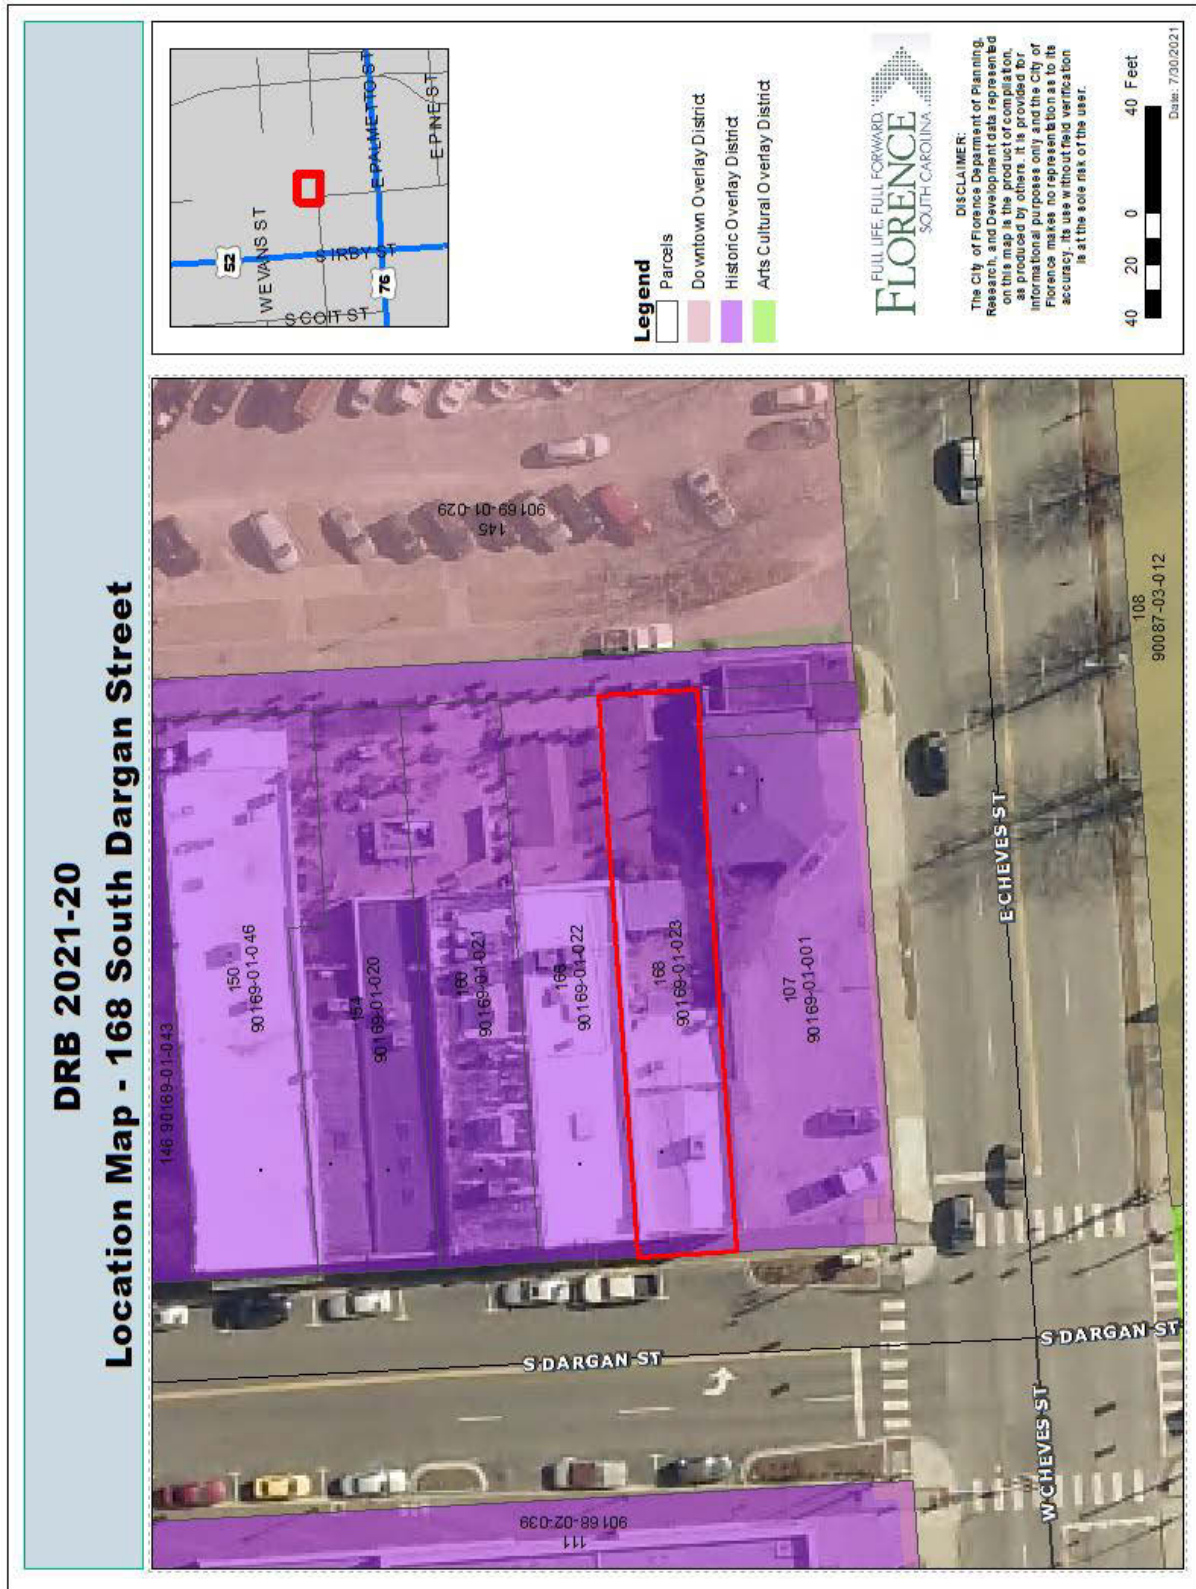 DRB 2021-20
Location Map - 168 South Dargan Street
146 90169-01-043
150
90169-01-046
154
90169-01-020
160
90169-01-021
166
90169-01-022
168
90169-01-023
107
90169-01-001
145
90169-01-029
111
90168-02-039
108
90087-03-012
S DARGAN ST
S DARGAN ST
E CHEVES ST
W CHEVES ST
52
W EVANS ST
S IRBY ST
S COIT ST
76
E PALMETTO ST
E PINE ST
Legend
Parcels
Downtown Overlay District
Historic Overlay District
Arts Cultural Overlay District
FULL LIFE. FULL FORWARD.
FLORENCE
SOUTH CAROLINA
DISCLAIMER:
The City of Florence Deparment of Planning,
Research, and Development data represented
on this map is the product of compilation,
as produced by others. It is provided for
informational purposes only and the City of
Florence makes no representation as to its
accuracy. Its use without field verification
is at the sole risk of the user.
40 20 0 40 Feet
Date: 7/30/2021